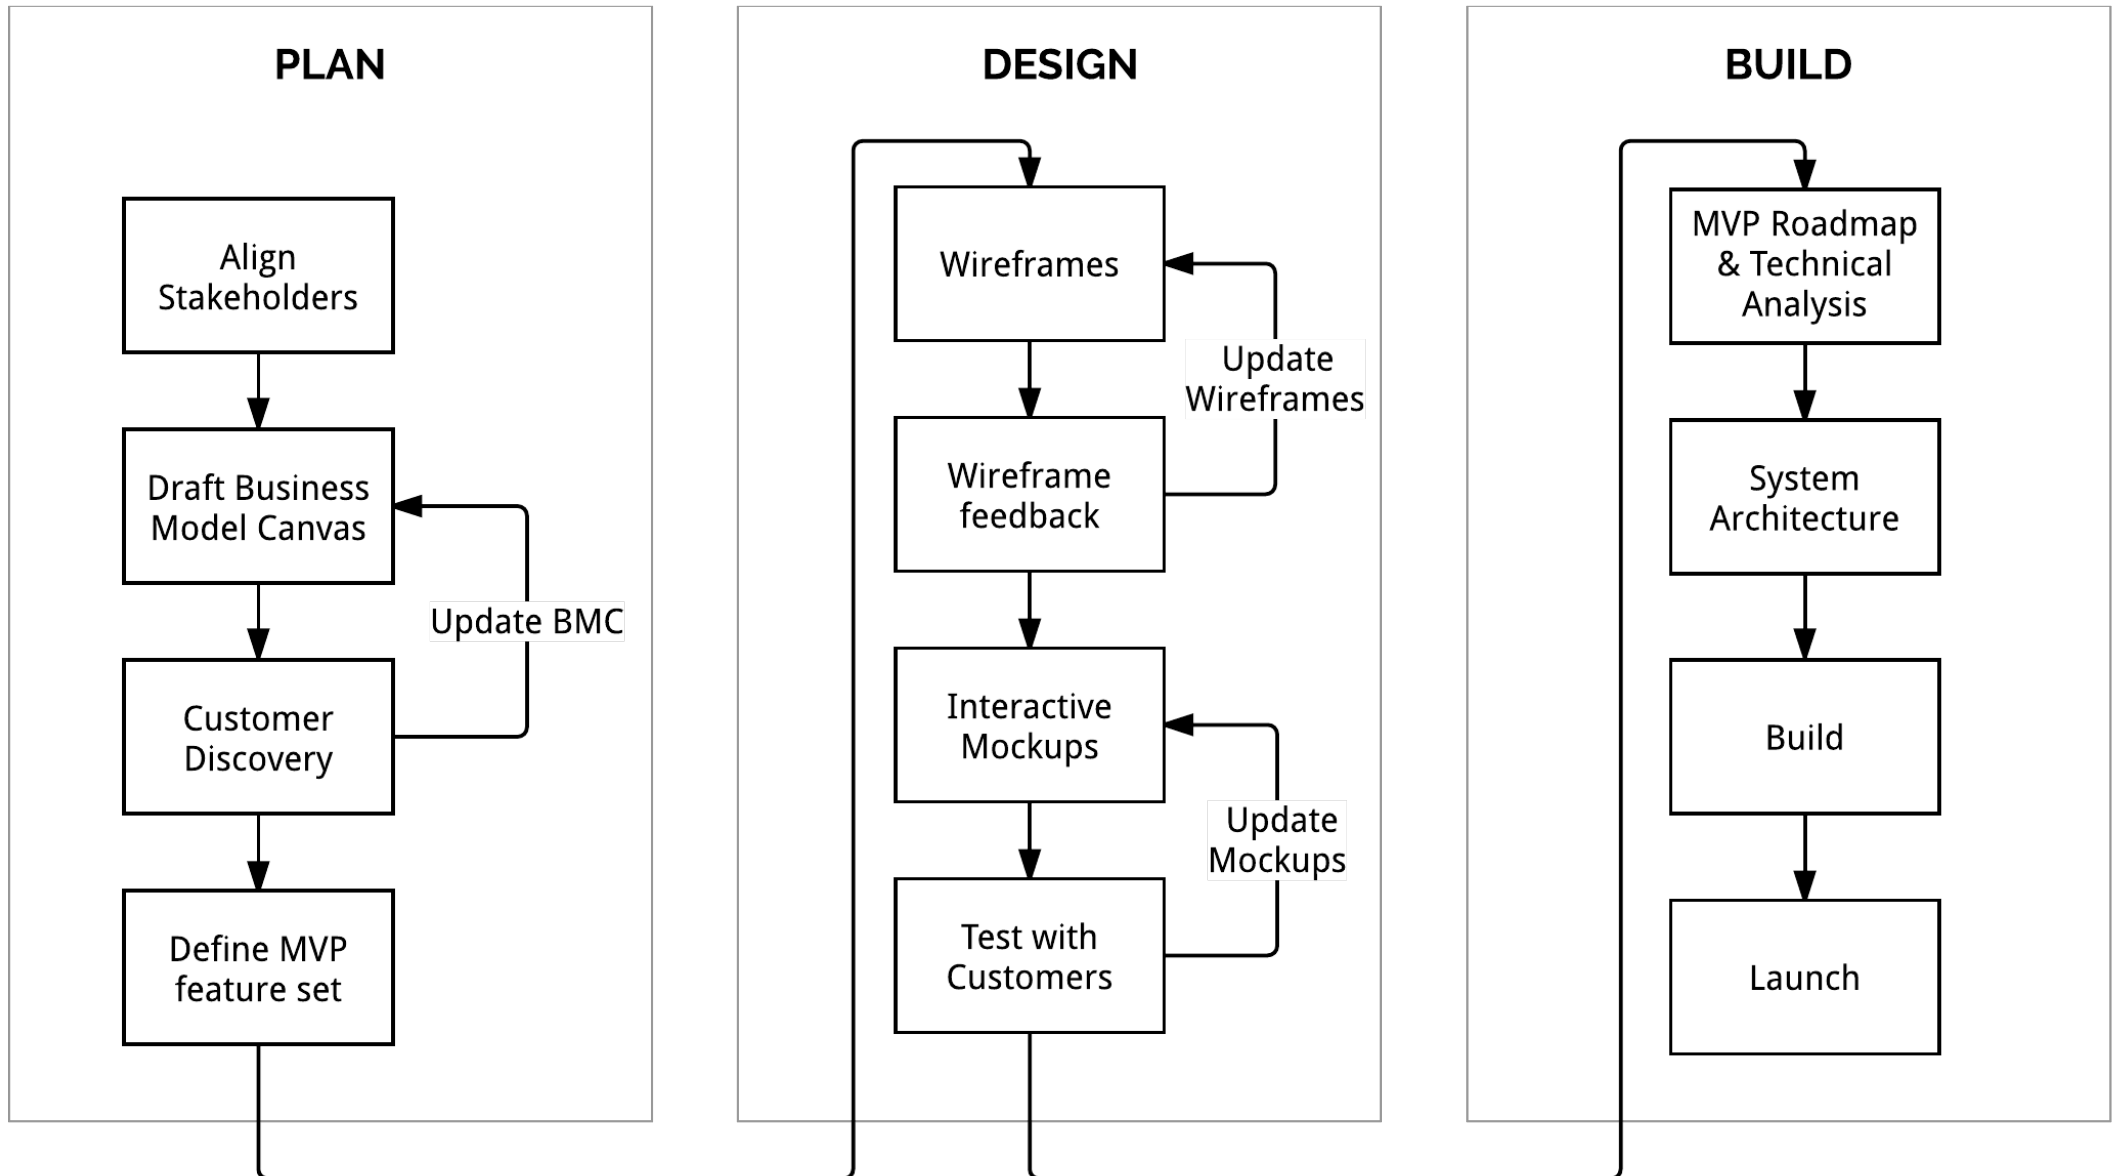 PLAN
Align
Stakeholders
Draft Business
Model Canvas
Update BMC
Customer
Discovery
Define MVP
feature set
DESIGN
Wireframes
Update
Wireframes
Wireframe
feedback
Interactive
Mockups
Update
Mockups
Test with
Customers
BUILD
MVP Roadmap
& Technical
Analysis
System
Architecture
Build
Launch